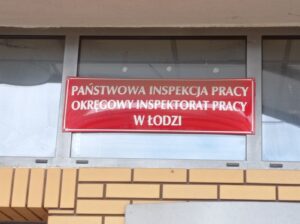 PAŃSTWOWA INSPEKCJA PRACY
OKRĘGOWY INSPEKTORAT PRACY
W ŁODZI